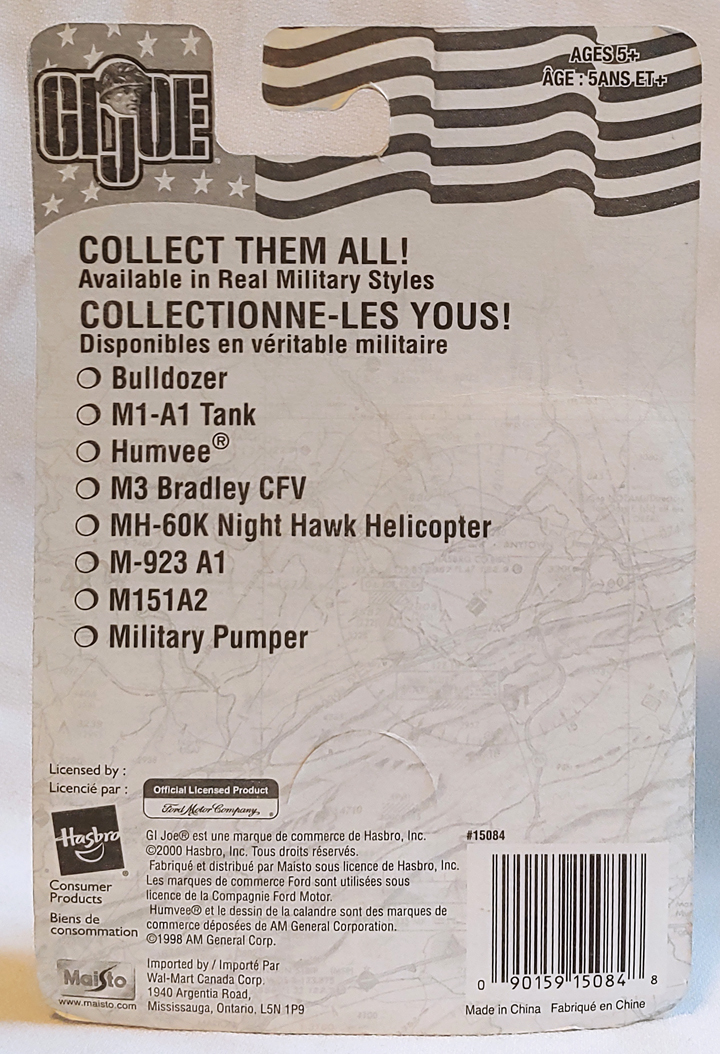 GI JOE
AGES 5+
ÂGE : 5ANS ET+
COLLECT THEM ALL!
Available in Real Military Styles
COLLECTIONNE-LES YOUS!
Disponibles en véritable militaire
Bulldozer
M1-A1 Tank
Humvee®
M3 Bradley CFV
MH-60K Night Hawk Helicopter
M-923 A1
M151A2
Military Pumper
Licensed by :
Licencié par :
Official Licensed Product
Ford Motor Company
Hasbro®
Consumer
Products
Biens de
consommation
GI Joe® est une marque de commerce de Hasbro, Inc.
©2000 Hasbro, Inc. Tous droits réservés.
Fabriqué et distribué par Maisto sous licence de Hasbro, Inc.
Les marques de commerce Ford sont utilisées sous
licence de la Compagnie Ford Motor.
Humvee® et le dessin de la calandre sont des marques de
commerce déposées de AM General Corporation.
©1998 AM General Corp.
Maisto
www.maisto.com
Imported by / Importé Par
Wal-Mart Canada Corp.
1940 Argentia Road,
Mississauga, Ontario, L5N 1P9
#15084
0 90159 15084 8
Made in China Fabriqué en Chine